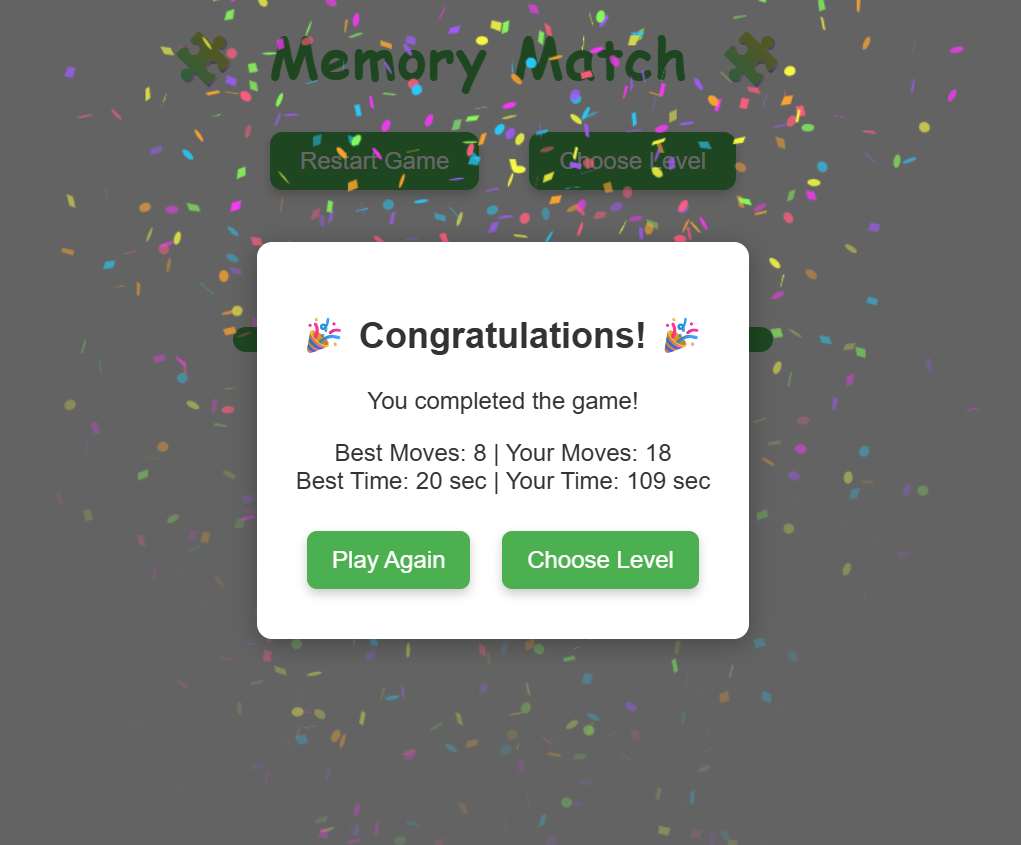 Memory Match
Restart Game
Choose Level
Congratulations!
You completed the game!
Best Moves: 8 | Your Moves: 18
Best Time: 20 sec | Your Time: 109 sec
Play Again
Choose Level